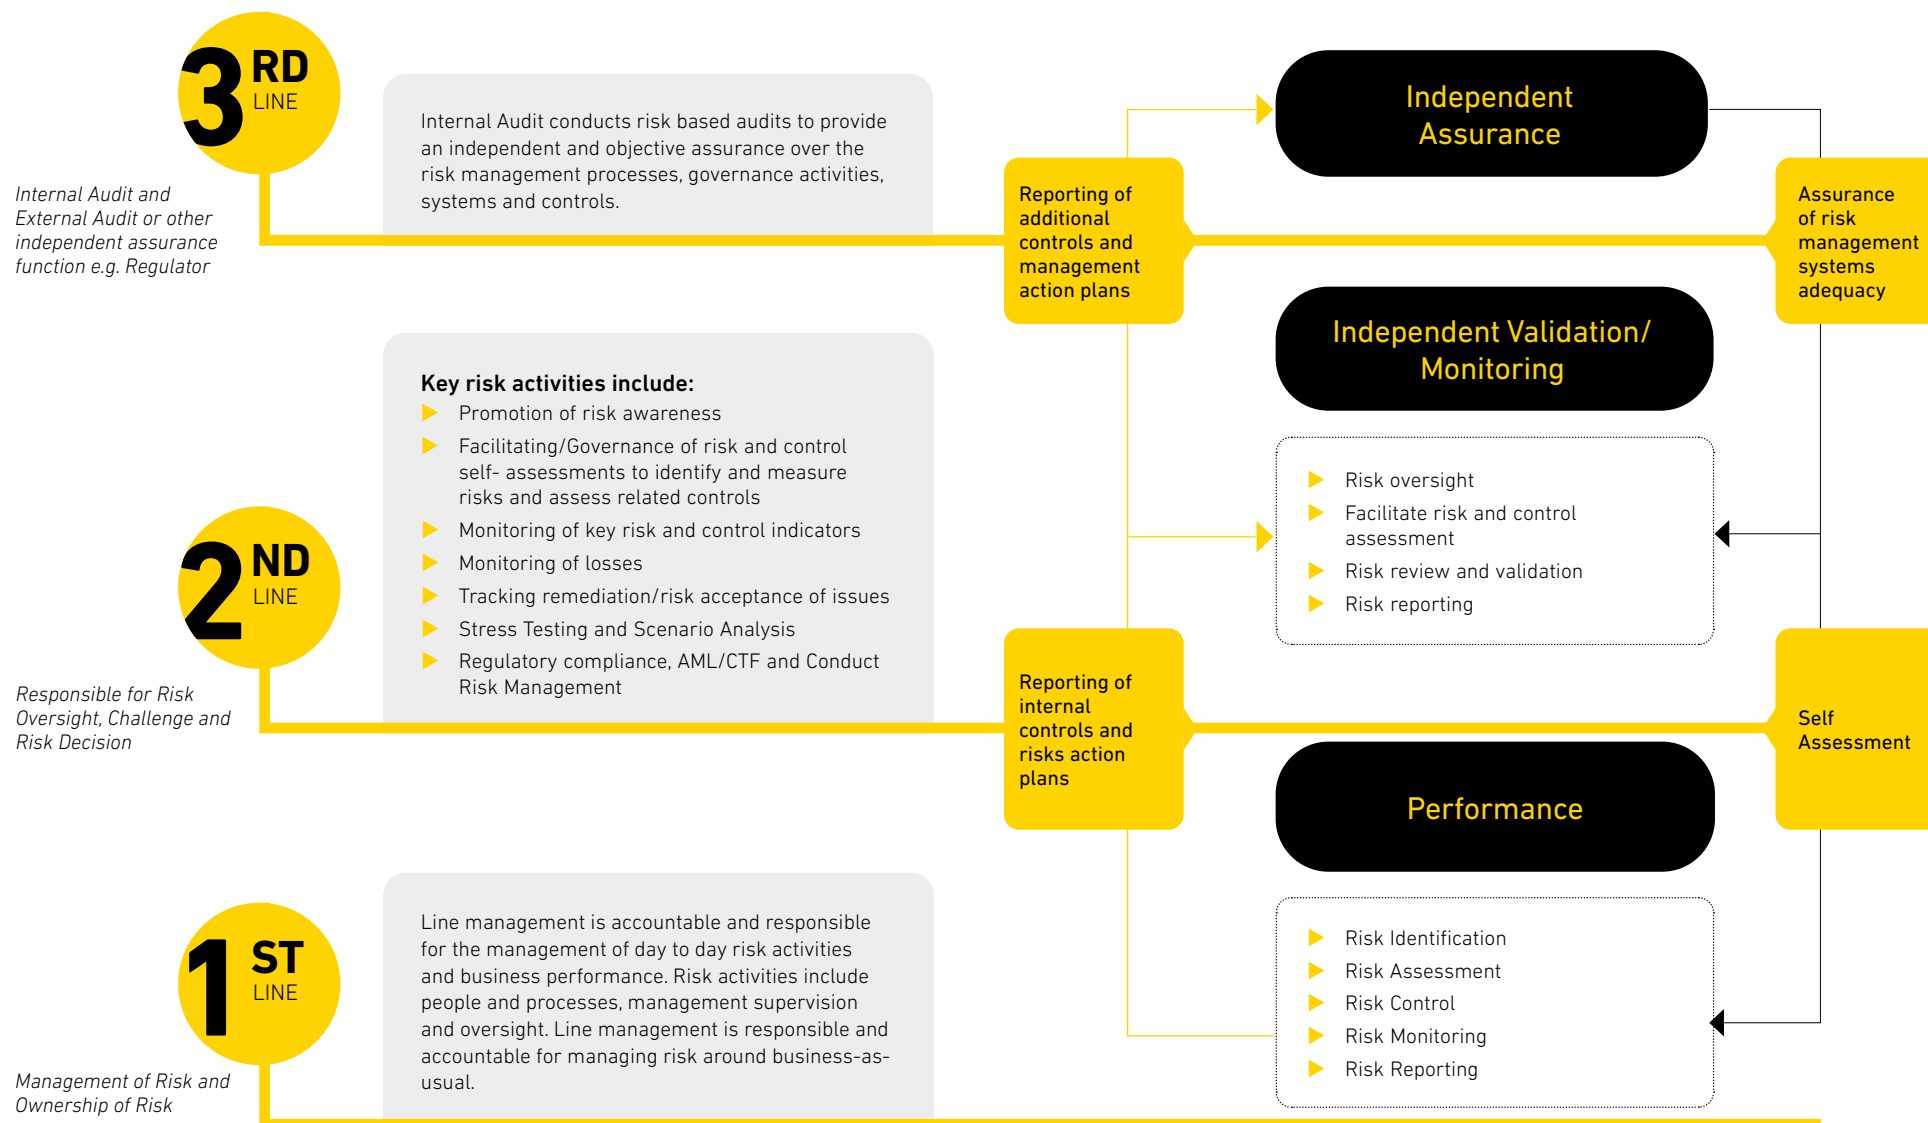 3RD
LINE
Internal Audit and
External Audit or other
independent assurance
function e.g. Regulator
Internal Audit conducts risk based audits to provide
an independent and objective assurance over the
risk management processes, governance activities,
systems and controls.
Reporting of
additional
controls and
management
action plans
Independent
Assurance
Assurance
of risk
management
systems
adequacy
2ND
LINE
Responsible for Risk
Oversight, Challenge and
Risk Decision
Key risk activities include:
Promotion of risk awareness
Facilitating/Governance of risk and control
self- assessments to identify and measure
risks and assess related controls
Monitoring of key risk and control indicators
Monitoring of losses
Tracking remediation/risk acceptance of issues
Stress Testing and Scenario Analysis
Regulatory compliance, AML/CTF and Conduct
Risk Management
Reporting of
internal
controls and
risks action
plans
Independent Validation/
Monitoring
Risk oversight
Facilitate risk and control
assessment
Risk review and validation
Risk reporting
Self
Assessment
1ST
LINE
Management of Risk and
Ownership of Risk
Line management is accountable and responsible
for the management of day to day risk activities
and business performance. Risk activities include
people and processes, management supervision
and oversight. Line management is responsible and
accountable for managing risk around business-as-
usual.
Performance
Risk Identification
Risk Assessment
Risk Control
Risk Monitoring
Risk Reporting